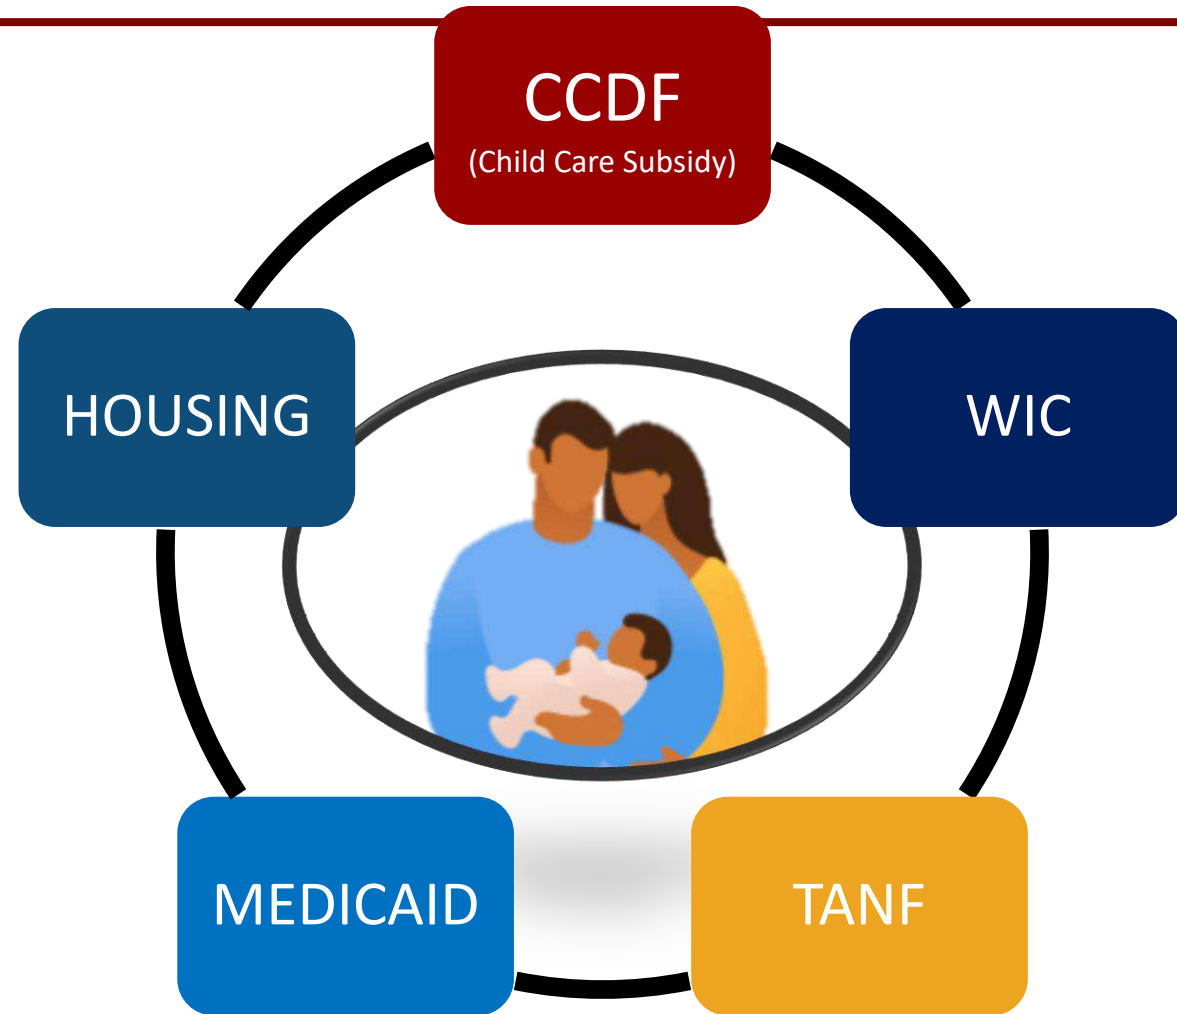 CCDF
(Child Care Subsidy)
HOUSING
WIC
MEDICAID
TANF